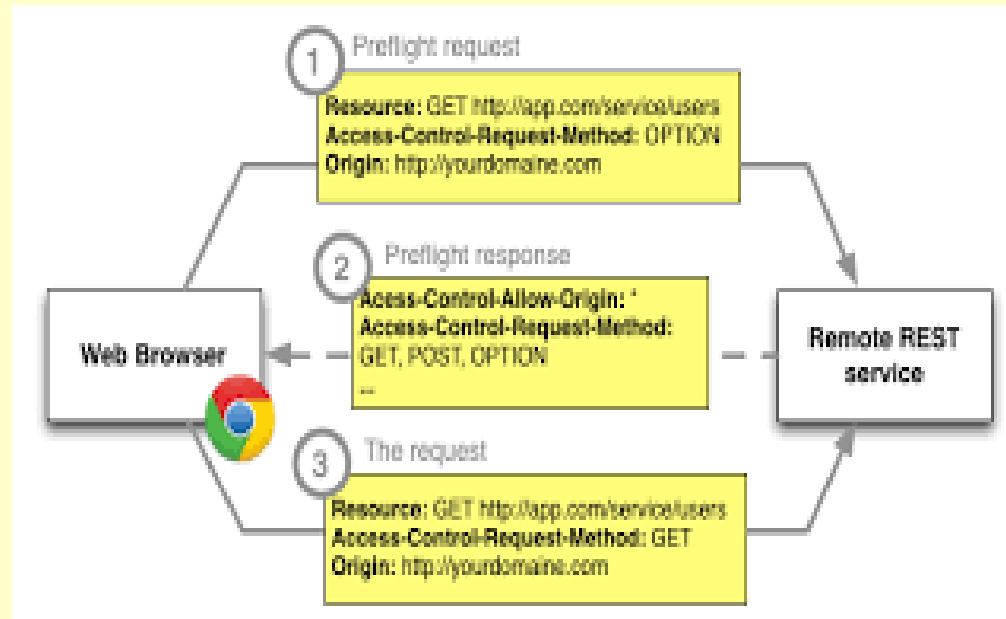 1
Preflight request
Resource: GET http://app.com/service/users
Access-Control-Request-Method: OPTION
Origin: http://yourdomaine.com
2
Preflight response
Acess-Control-Allow-Origin: *
Access-Control-Request-Method:
GET, POST, OPTION
...
Web Browser
Remote REST
service
3
The request
Resource: GET http://app.com/service/users
Access-Control-Request-Method: GET
Origin: http://yourdomaine.com